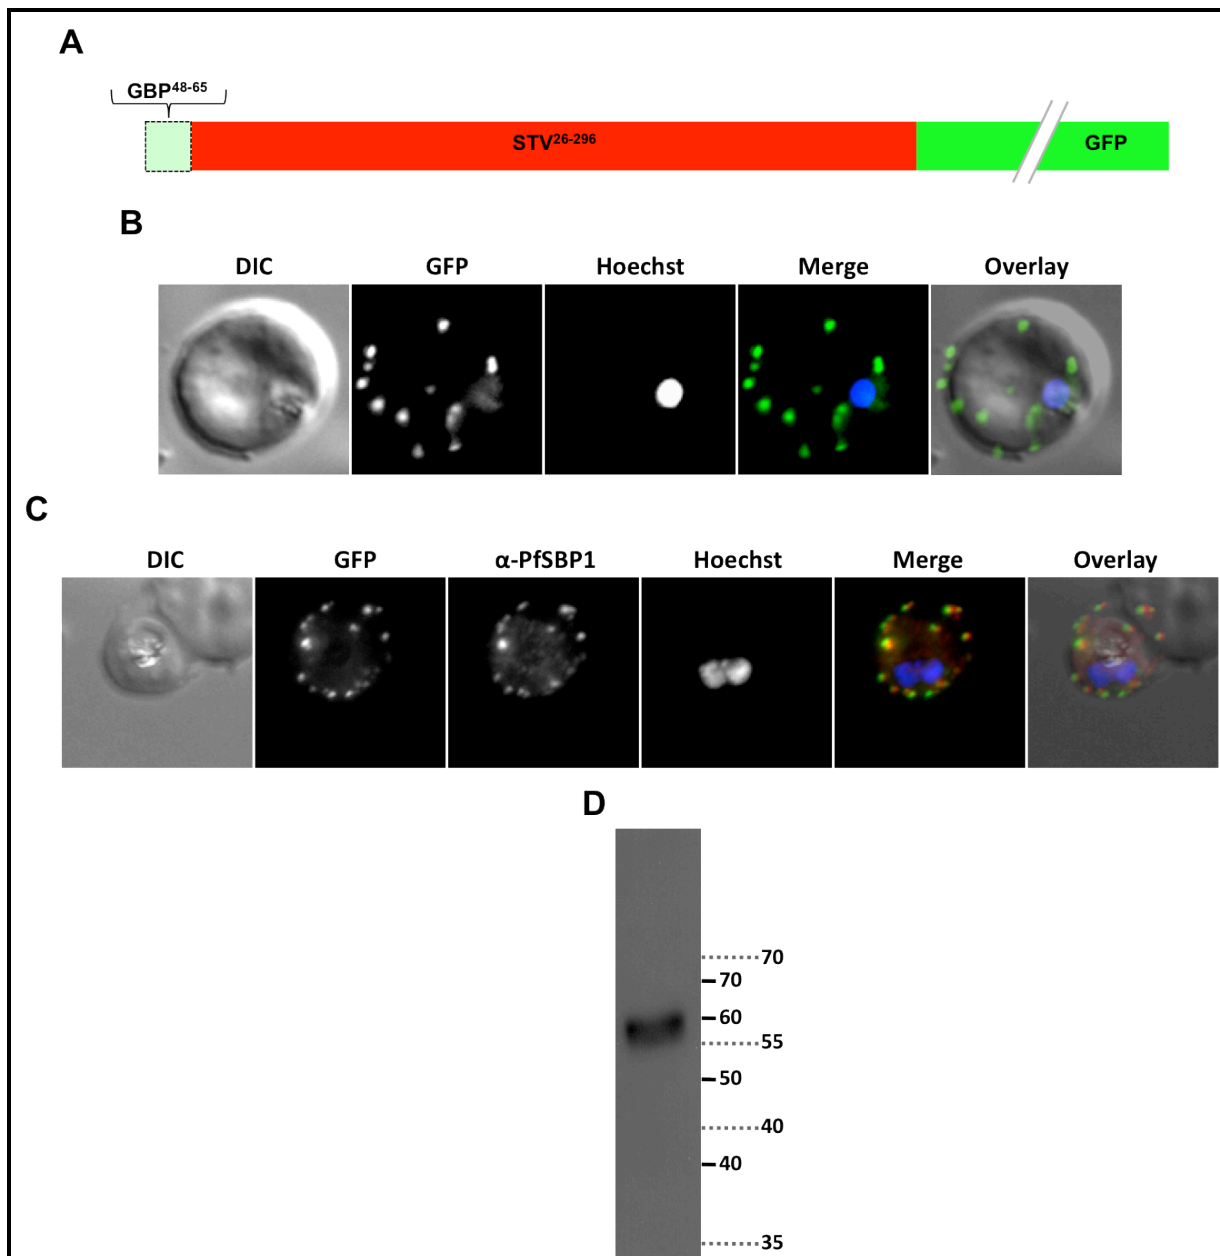 A
GBP48-65
STV26-296
GFP
B
DIC GFP Hoechst Merge Overlay
C
DIC GFP α-PfSBP1 Hoechst Merge Overlay
D
70
70
60
55
50
40
40
35